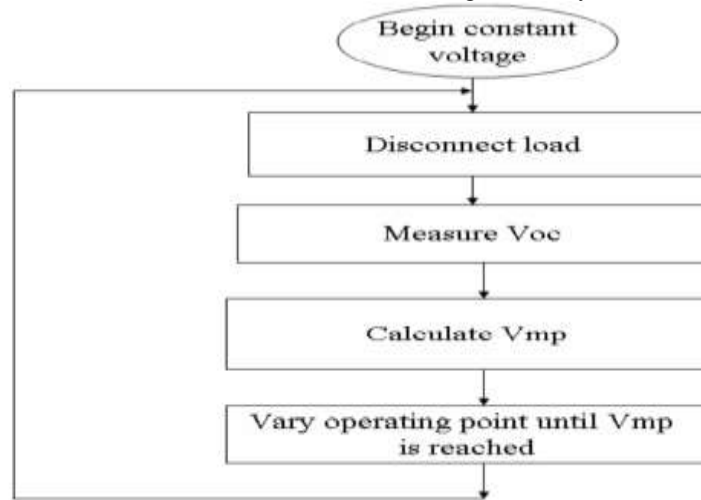 Begin constant
voltage
Disconnect load
Measure Voc
Calculate Vmp
Vary operating point until Vmp
is reached